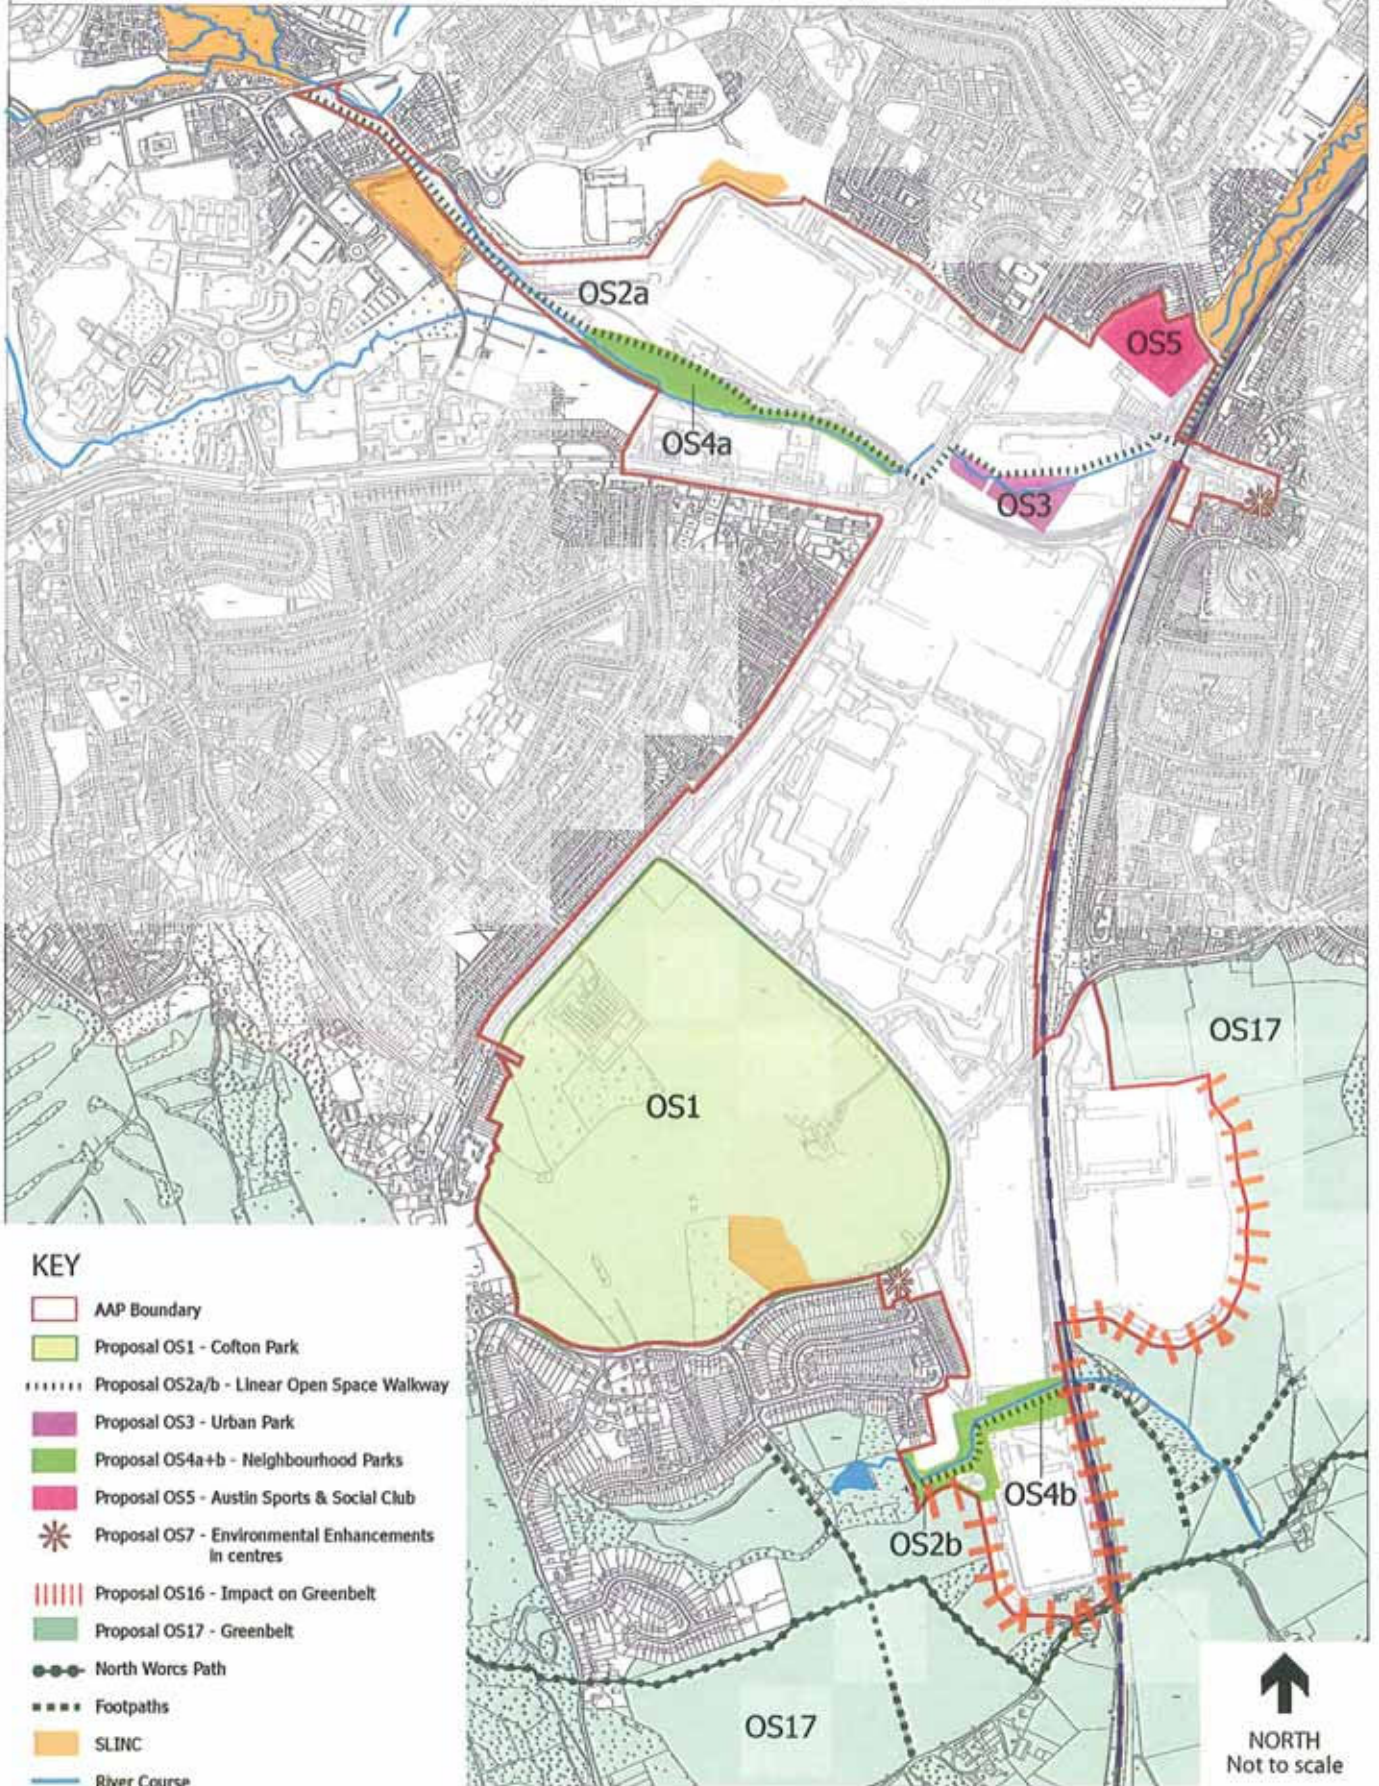 OS2a
OS5
OS4a
OS3
OS17
OS1
KEY
AAP Boundary
Proposal OS1 - Cofton Park
Proposal OS2a/b - Linear Open Space Walkway
Proposal OS3 - Urban Park
Proposal OS4a+b - Neighbourhood Parks
Proposal OS5 - Austin Sports & Social Club
Proposal OS7 - Environmental Enhancements
in centres
Proposal OS16 - Impact on Greenbelt
Proposal OS17 - Greenbelt
North Worcs Path
Footpaths
SLINC
River Course
OS4b
OS2b
OS17
NORTH
Not to scale